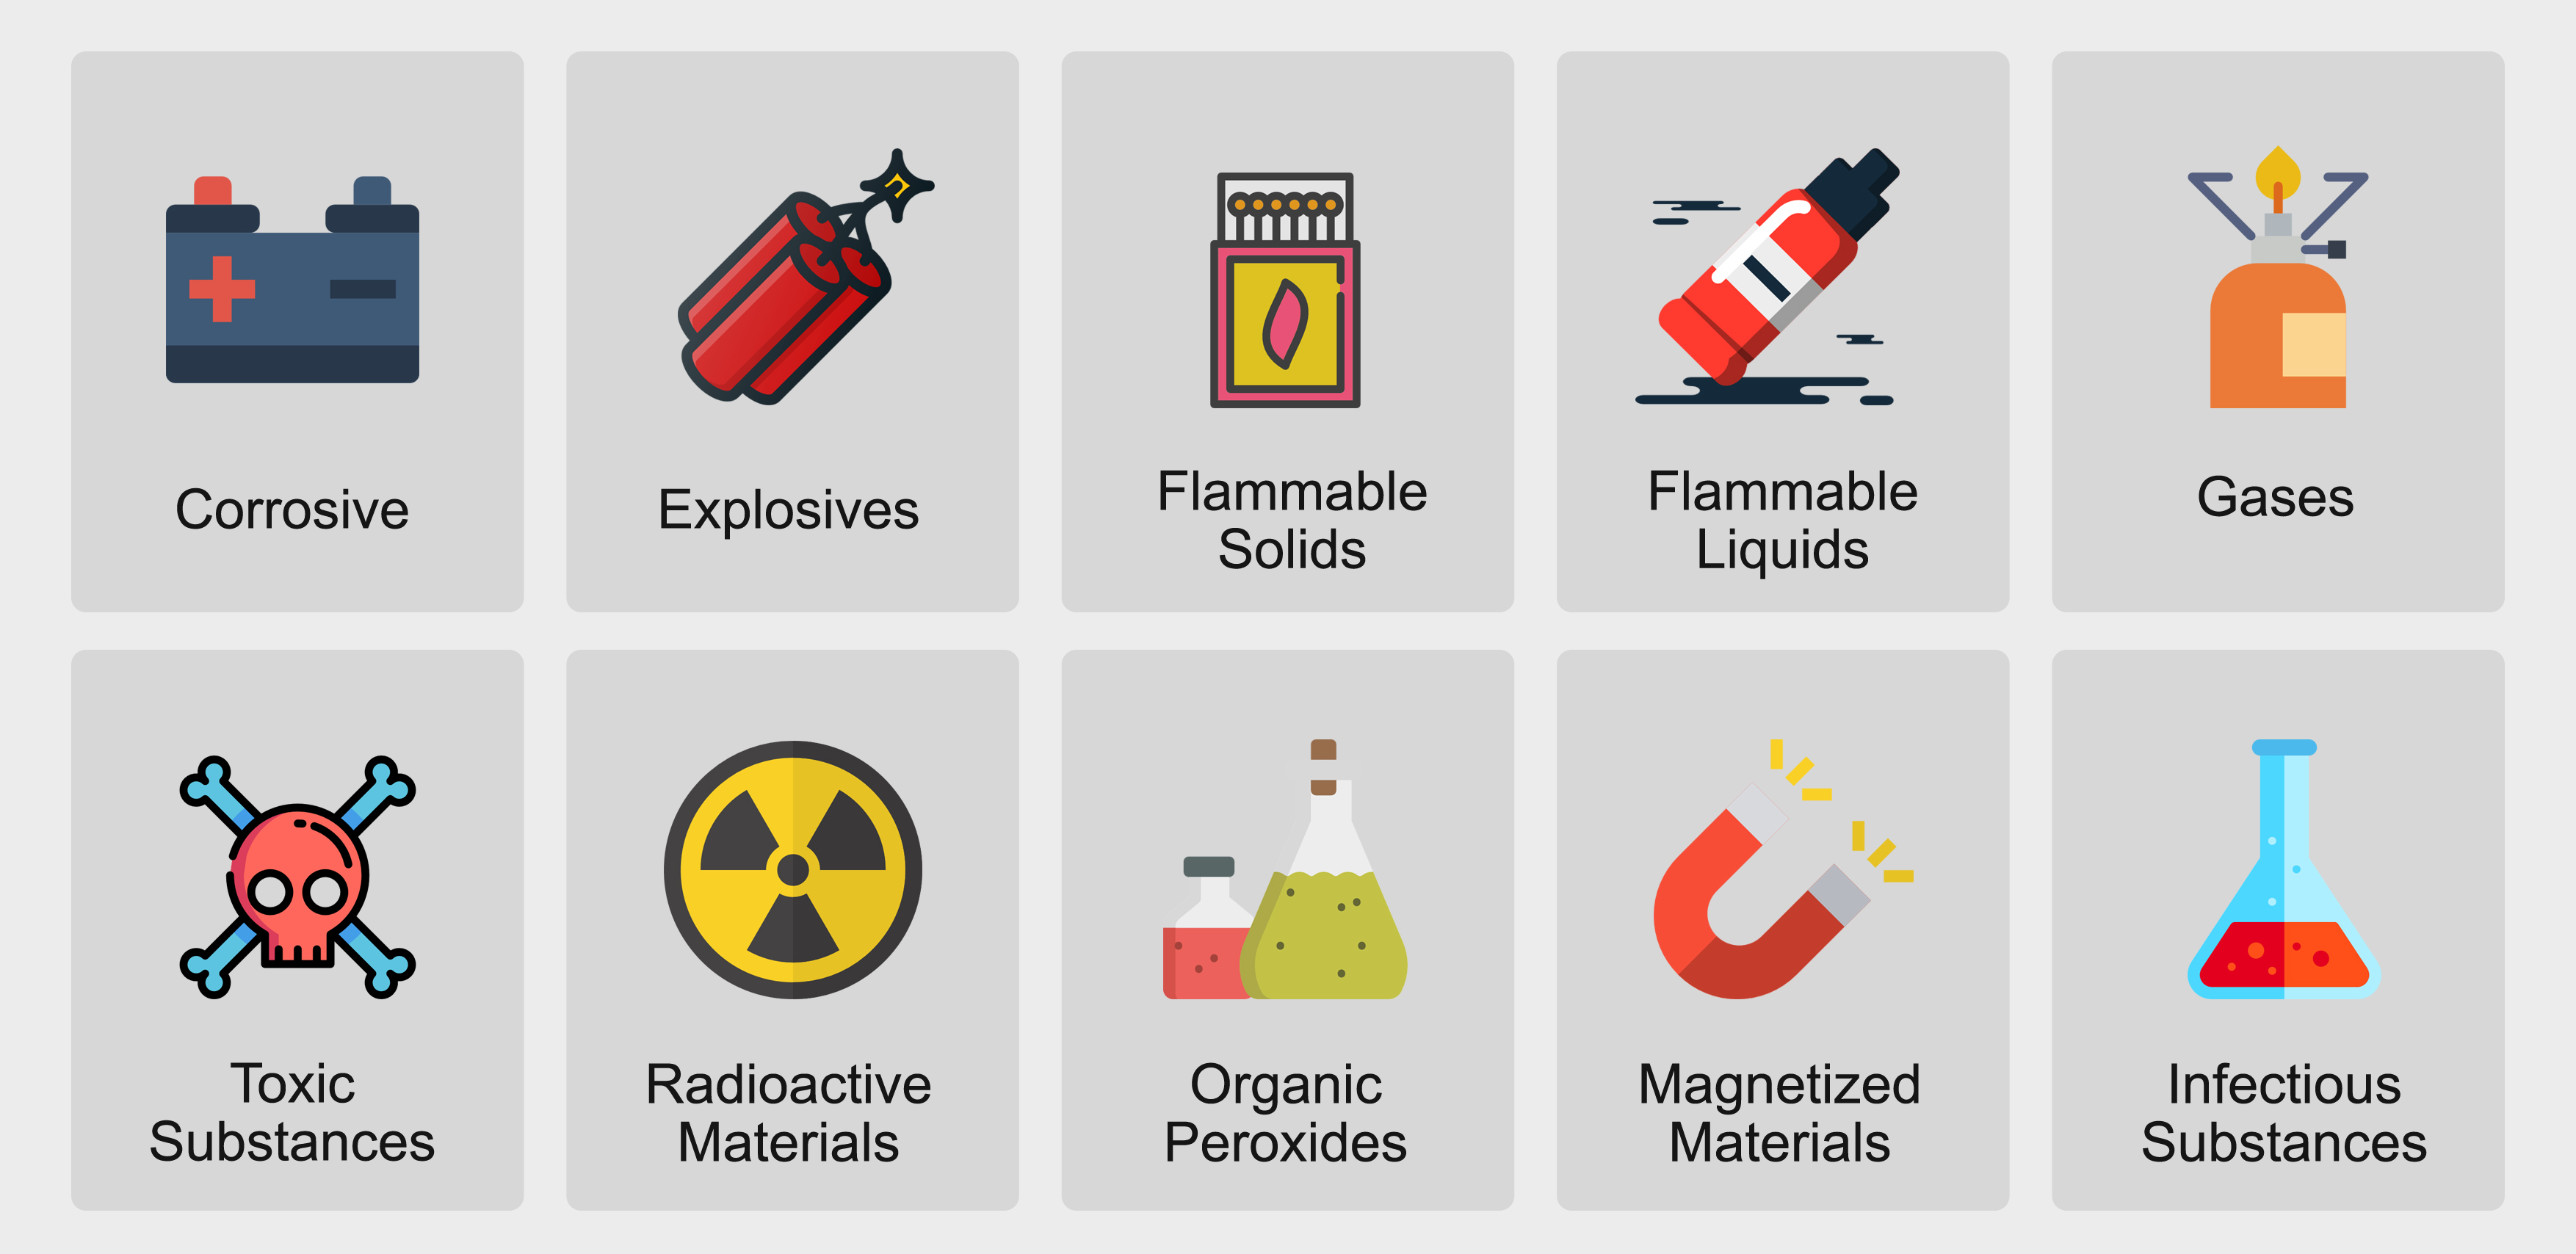 Corrosive
Explosives
Flammable
Solids
Flammable
Liquids
Gases
Toxic
Substances
Radioactive
Materials
Organic
Peroxides
Magnetized
Materials
Infectious
Substances